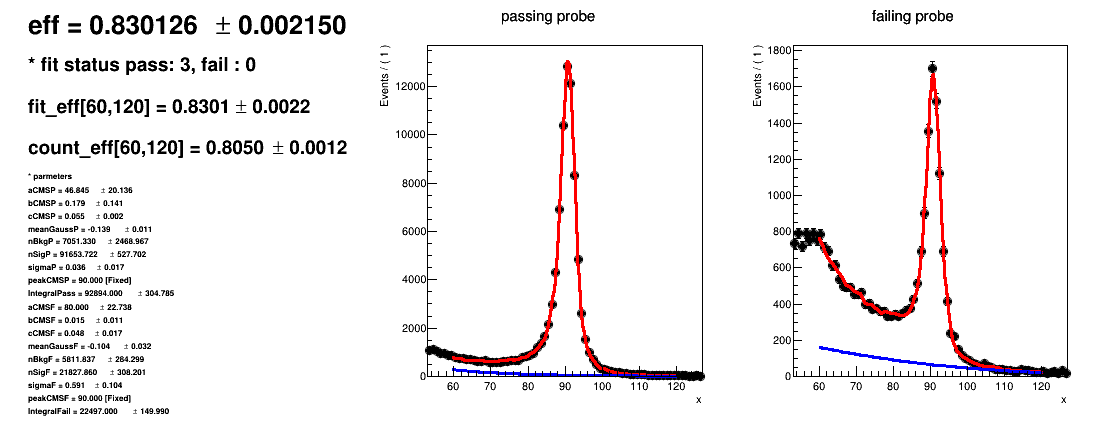 eff = 0.830126 ± 0.002150
* fit status pass: 3, fail : 0
fit_eff[60,120] = 0.8301 ± 0.0022
count_eff[60,120] = 0.8050 ± 0.0012
* parmeters
aCMSP = 46.845 ± 20.136
bCMSP = 0.179 ± 0.141
cCMSP = 0.055 ± 0.002
meanGaussP = -0.139 ± 0.011
nBkgP = 7051.330 ± 2468.967
nSigP = 91653.722 ± 527.702
sigmaP = 0.036 ± 0.017
peakCMSP = 90.000 [Fixed]
IntegralPass = 92894.000 ± 304.785
aCMSF = 80.000 ± 22.738
bCMSF = 0.015 ± 0.011
cCMSF = 0.048 ± 0.017
meanGaussF = -0.104 ± 0.032
nBkgF = 5811.837 ± 284.299
nSigF = 21827.860 ± 308.201
sigmaF = 0.591 ± 0.104
peakCMSF = 90.000 [Fixed]
IntegralFail = 22497.000 ± 149.990
passing probe
Events / ( 1 )
12000
10000
8000
6000
4000
2000
0
60 70 80 90 100 110 120
x
failing probe
Events / ( 1 )
1800
1600
1400
1200
1000
800
600
400
200
0
60 70 80 90 100 110 120
x